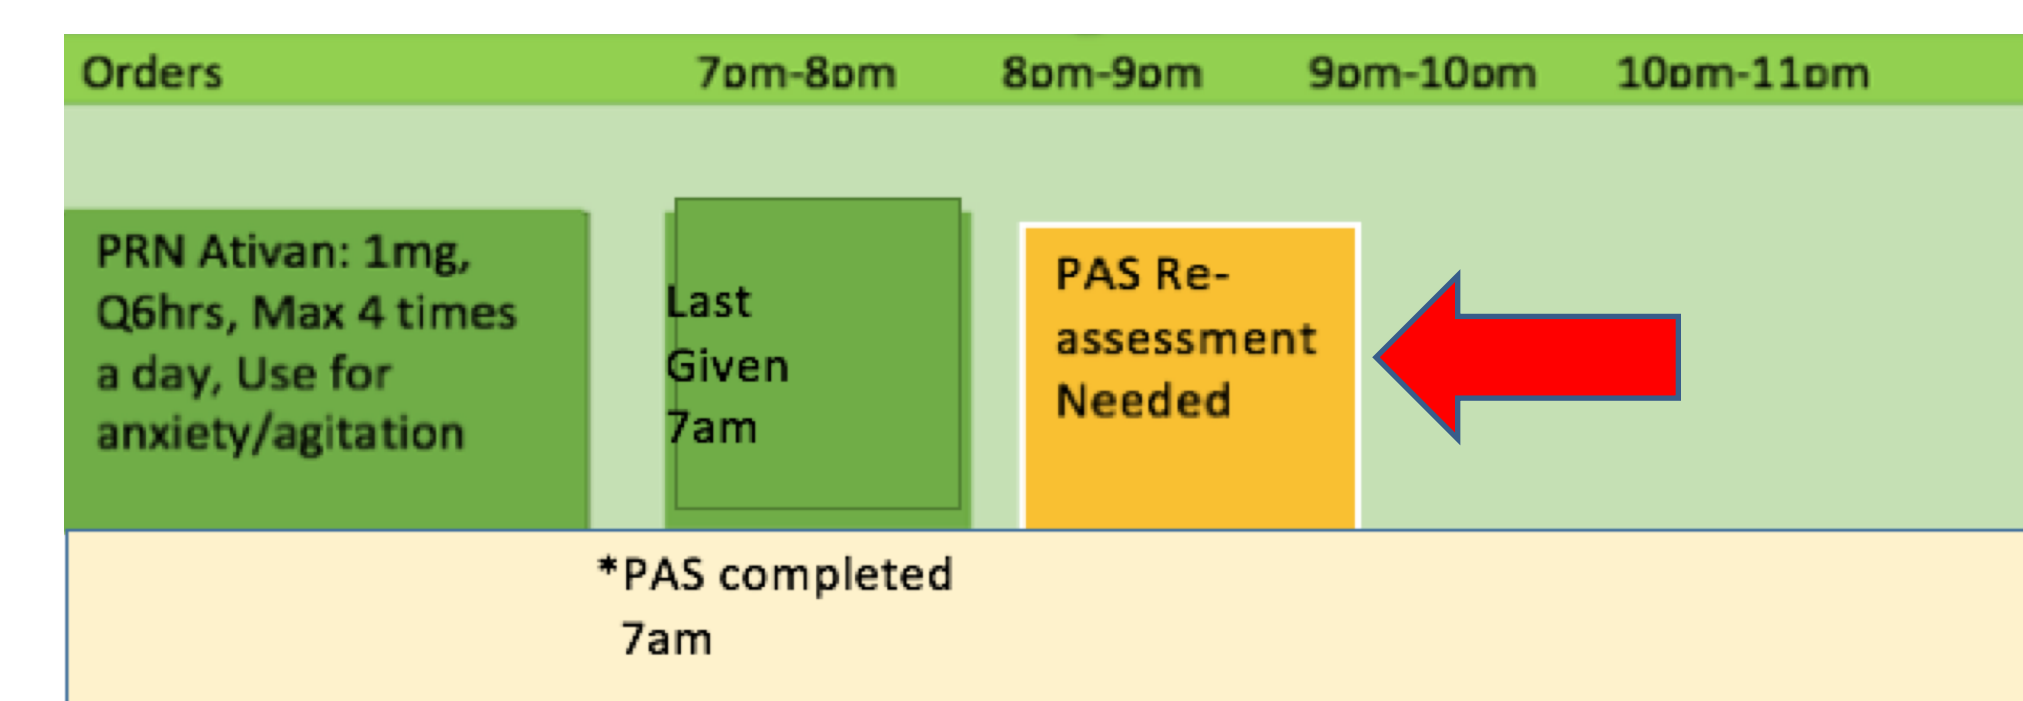 Orders 7pm-8pm 8pm-9pm 9pm-10pm 10pm-11pm
PRN Ativan: 1mg,
Q6hrs, Max 4 times
a day, Use for
anxiety/agitation
Last
Given
7am
PAS Re-
assessment
Needed
*PAS completed
7am